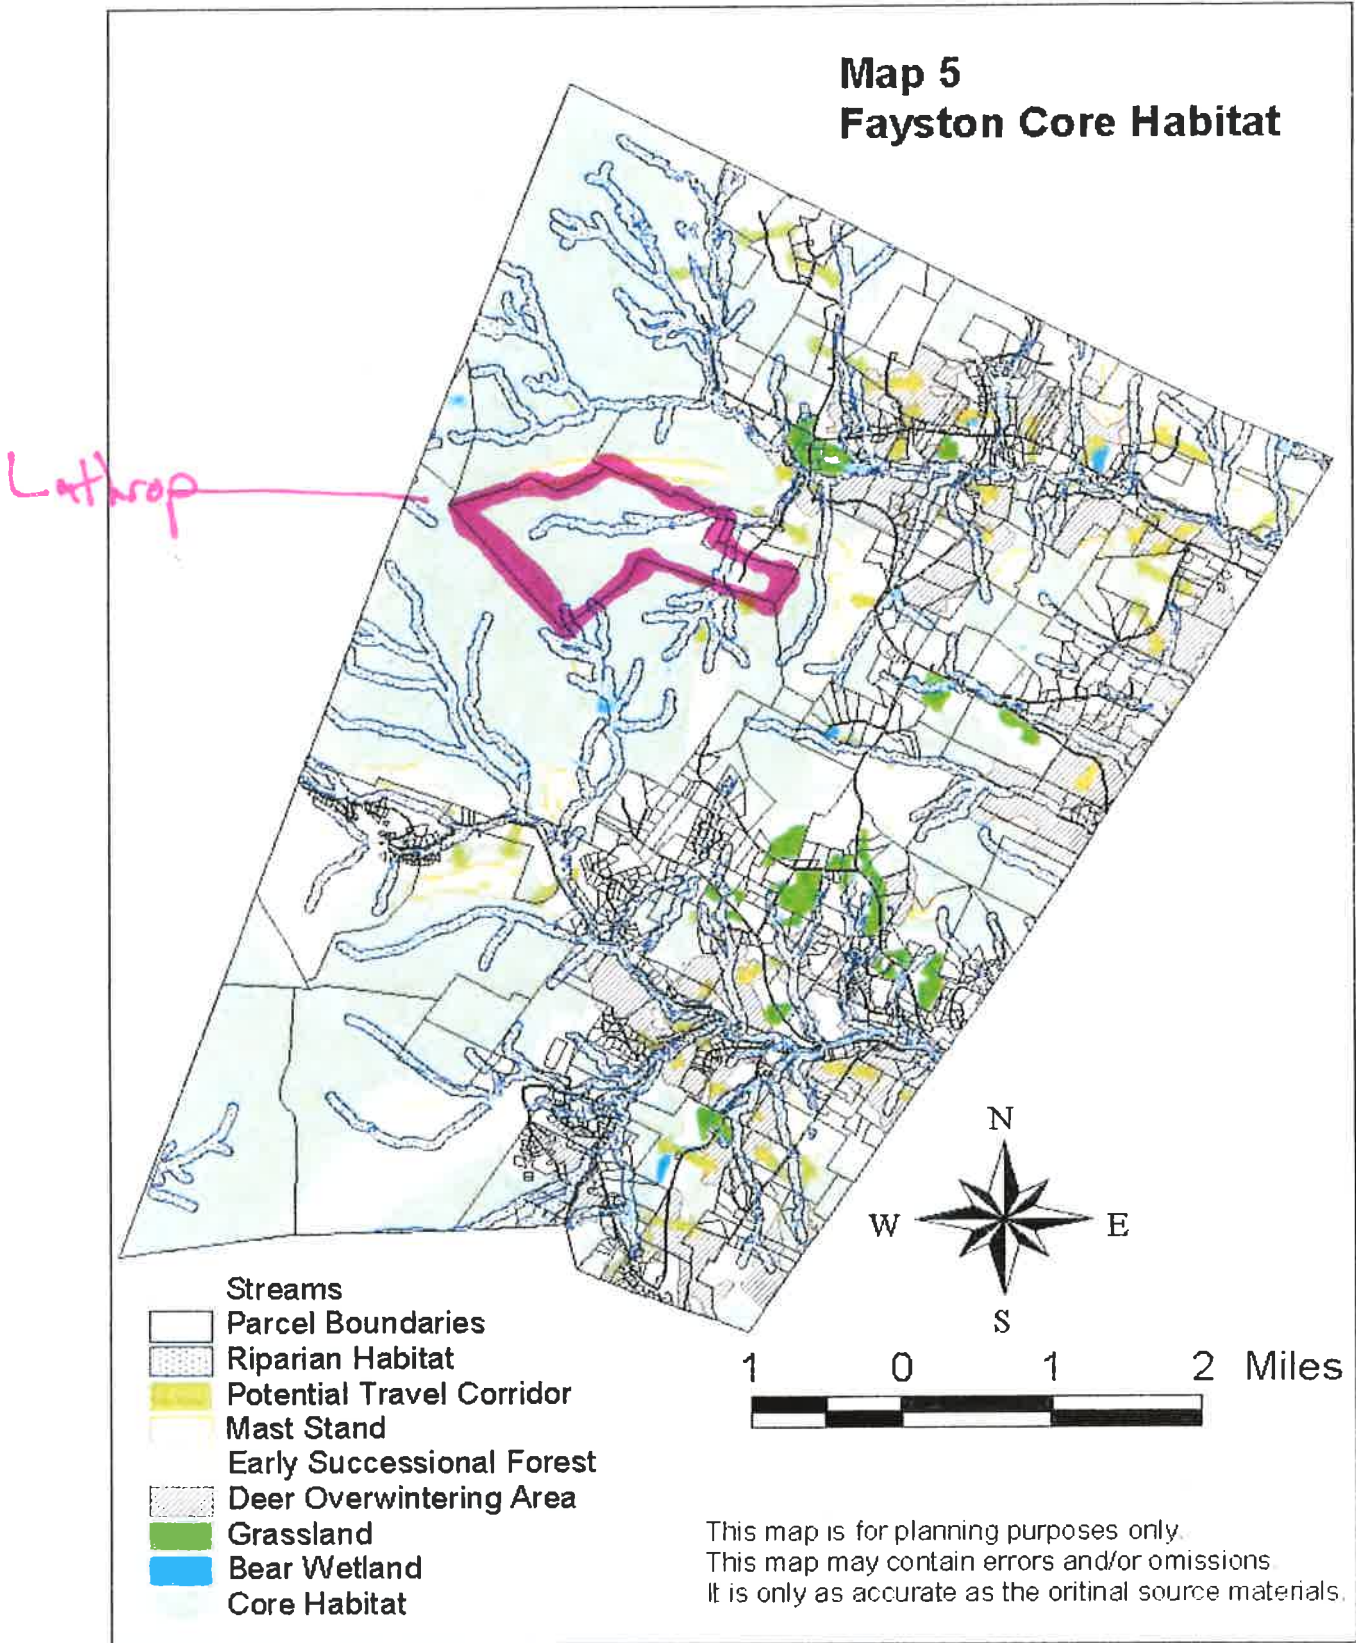 Map 5
Fayston Core Habitat
Lathrop
N
W
E
S
Streams
Parcel Boundaries
Riparian Habitat
Potential Travel Corridor
Mast Stand
Early Successional Forest
Deer Overwintering Area
Grassland
Bear Wetland
Core Habitat
1 0 1 2 Miles
This map is for planning purposes only.
This map may contain errors and/or omissions.
It is only as accurate as the oritinal source materials.